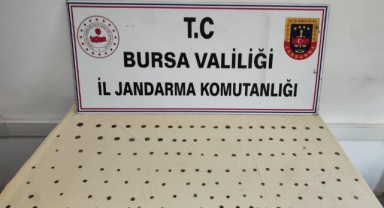 T.C
BURSA VALİLİĞİ
İL JANDARMA KOMUTANLIĞI